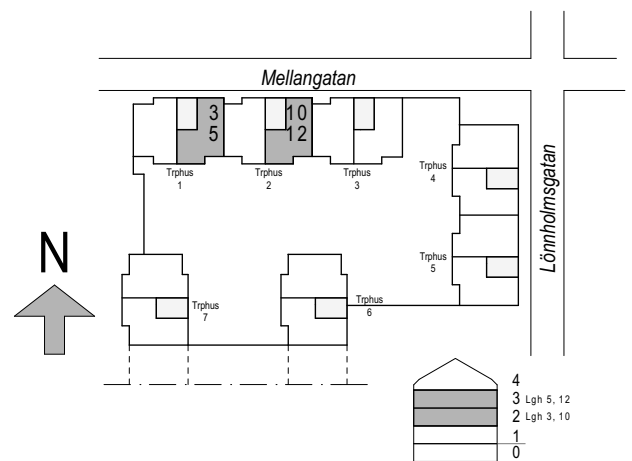 Mellangatan
3
5
10
12
Trphus
1
Trphus
2
Trphus
3
Trphus
4
Trphus
5
Trphus
6
Trphus
7
Lönnholmsgatan
N
4
3 Lgh 5, 12
2 Lgh 3, 10
1
0